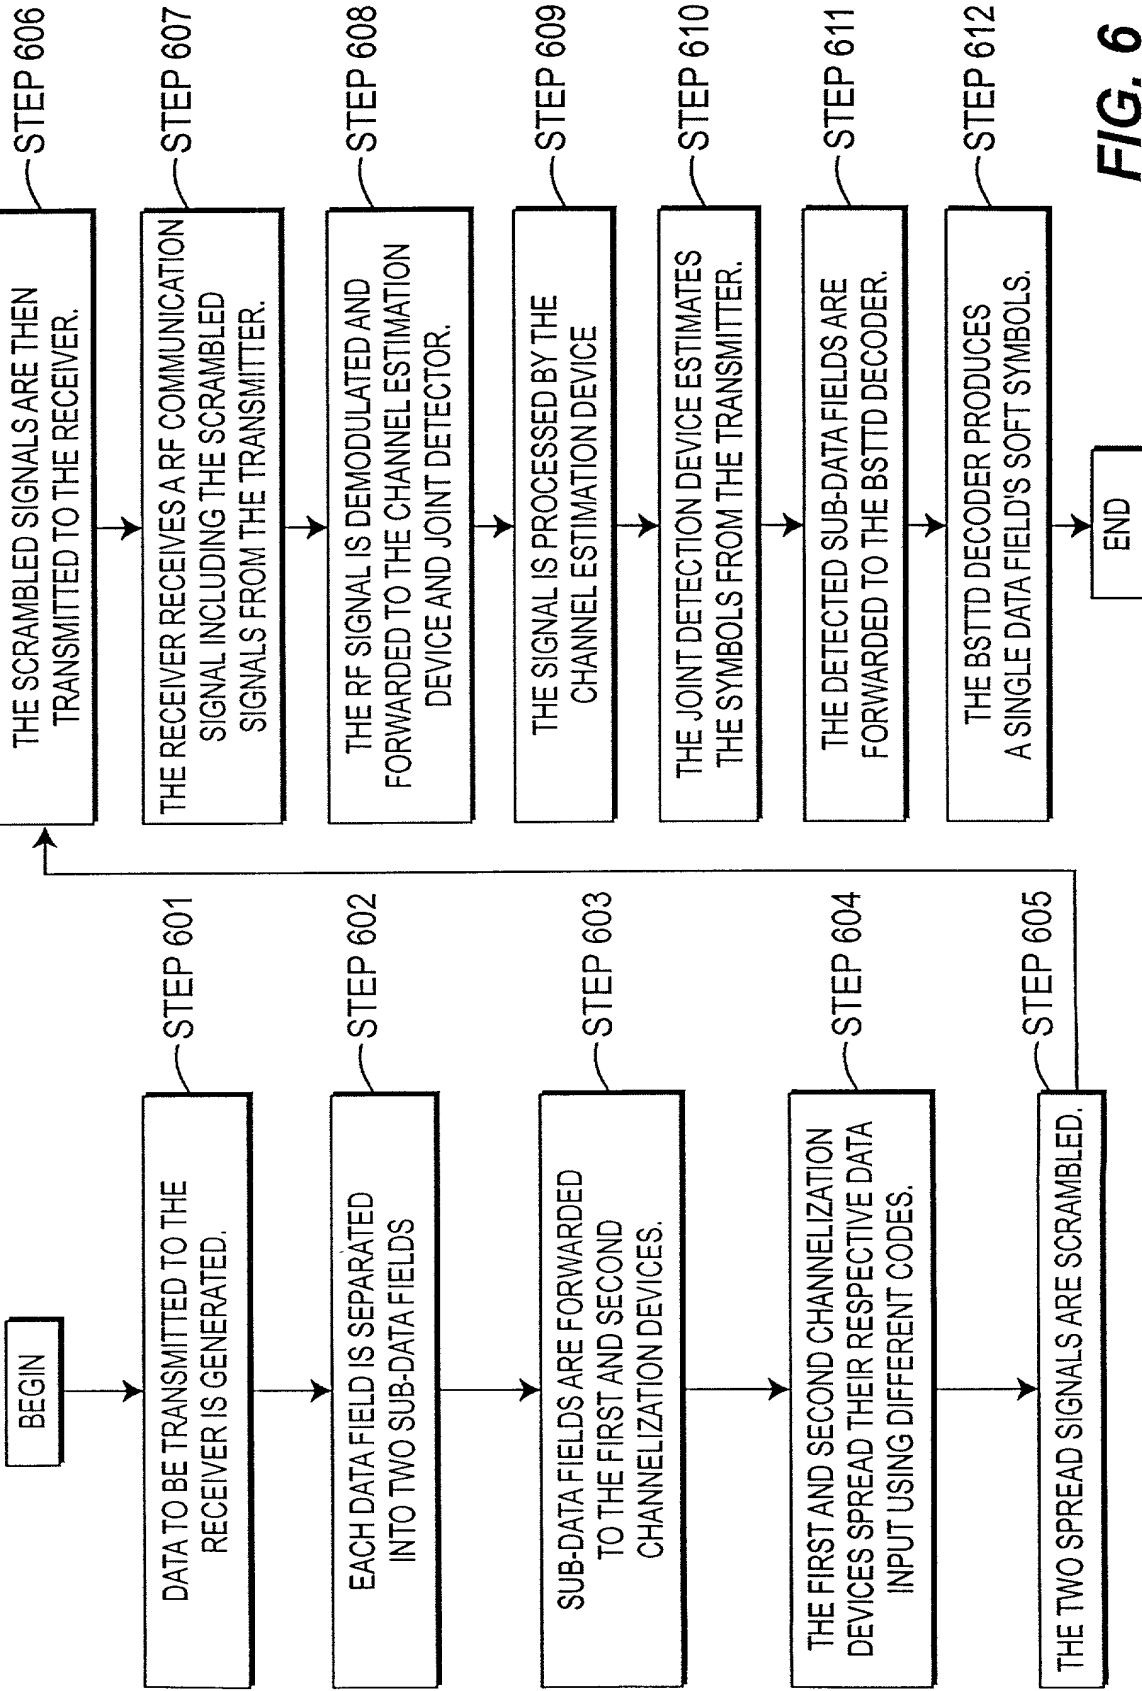 BEGIN
DATA TO BE TRANSMITTED TO THE
RECEIVER IS GENERATED.
STEP 601
EACH DATA FIELD IS SEPARATED
INTO TWO SUB-DATA FIELDS
STEP 602
SUB-DATA FIELDS ARE FORWARDED
TO THE FIRST AND SECOND
CHANNELIZATION DEVICES.
STEP 603
THE FIRST AND SECOND CHANNELIZATION
DEVICES SPREAD THEIR RESPECTIVE DATA
INPUT USING DIFFERENT CODES.
STEP 604
THE TWO SPREAD SIGNALS ARE SCRAMBLED.
STEP 605
THE SCRAMBLED SIGNALS ARE THEN
TRANSMITTED TO THE RECEIVER.
STEP 606
THE RECEIVER RECEIVES A RF COMMUNICATION
SIGNAL INCLUDING THE SCRAMBLED
SIGNALS FROM THE TRANSMITTER.
STEP 607
THE RF SIGNAL IS DEMODULATED AND
FORWARDED TO THE CHANNEL ESTIMATION
DEVICE AND JOINT DETECTOR.
STEP 608
THE SIGNAL IS PROCESSED BY THE
CHANNEL ESTIMATION DEVICE
STEP 609
THE JOINT DETECTION DEVICE ESTIMATES
THE SYMBOLS FROM THE TRANSMITTER.
STEP 610
THE DETECTED SUB-DATA FIELDS ARE
FORWARDED TO THE BSTTD DECODER.
STEP 611
THE BSTTD DECODER PRODUCES
A SINGLE DATA FIELD'S SOFT SYMBOLS.
STEP 612
END
FIG. 6